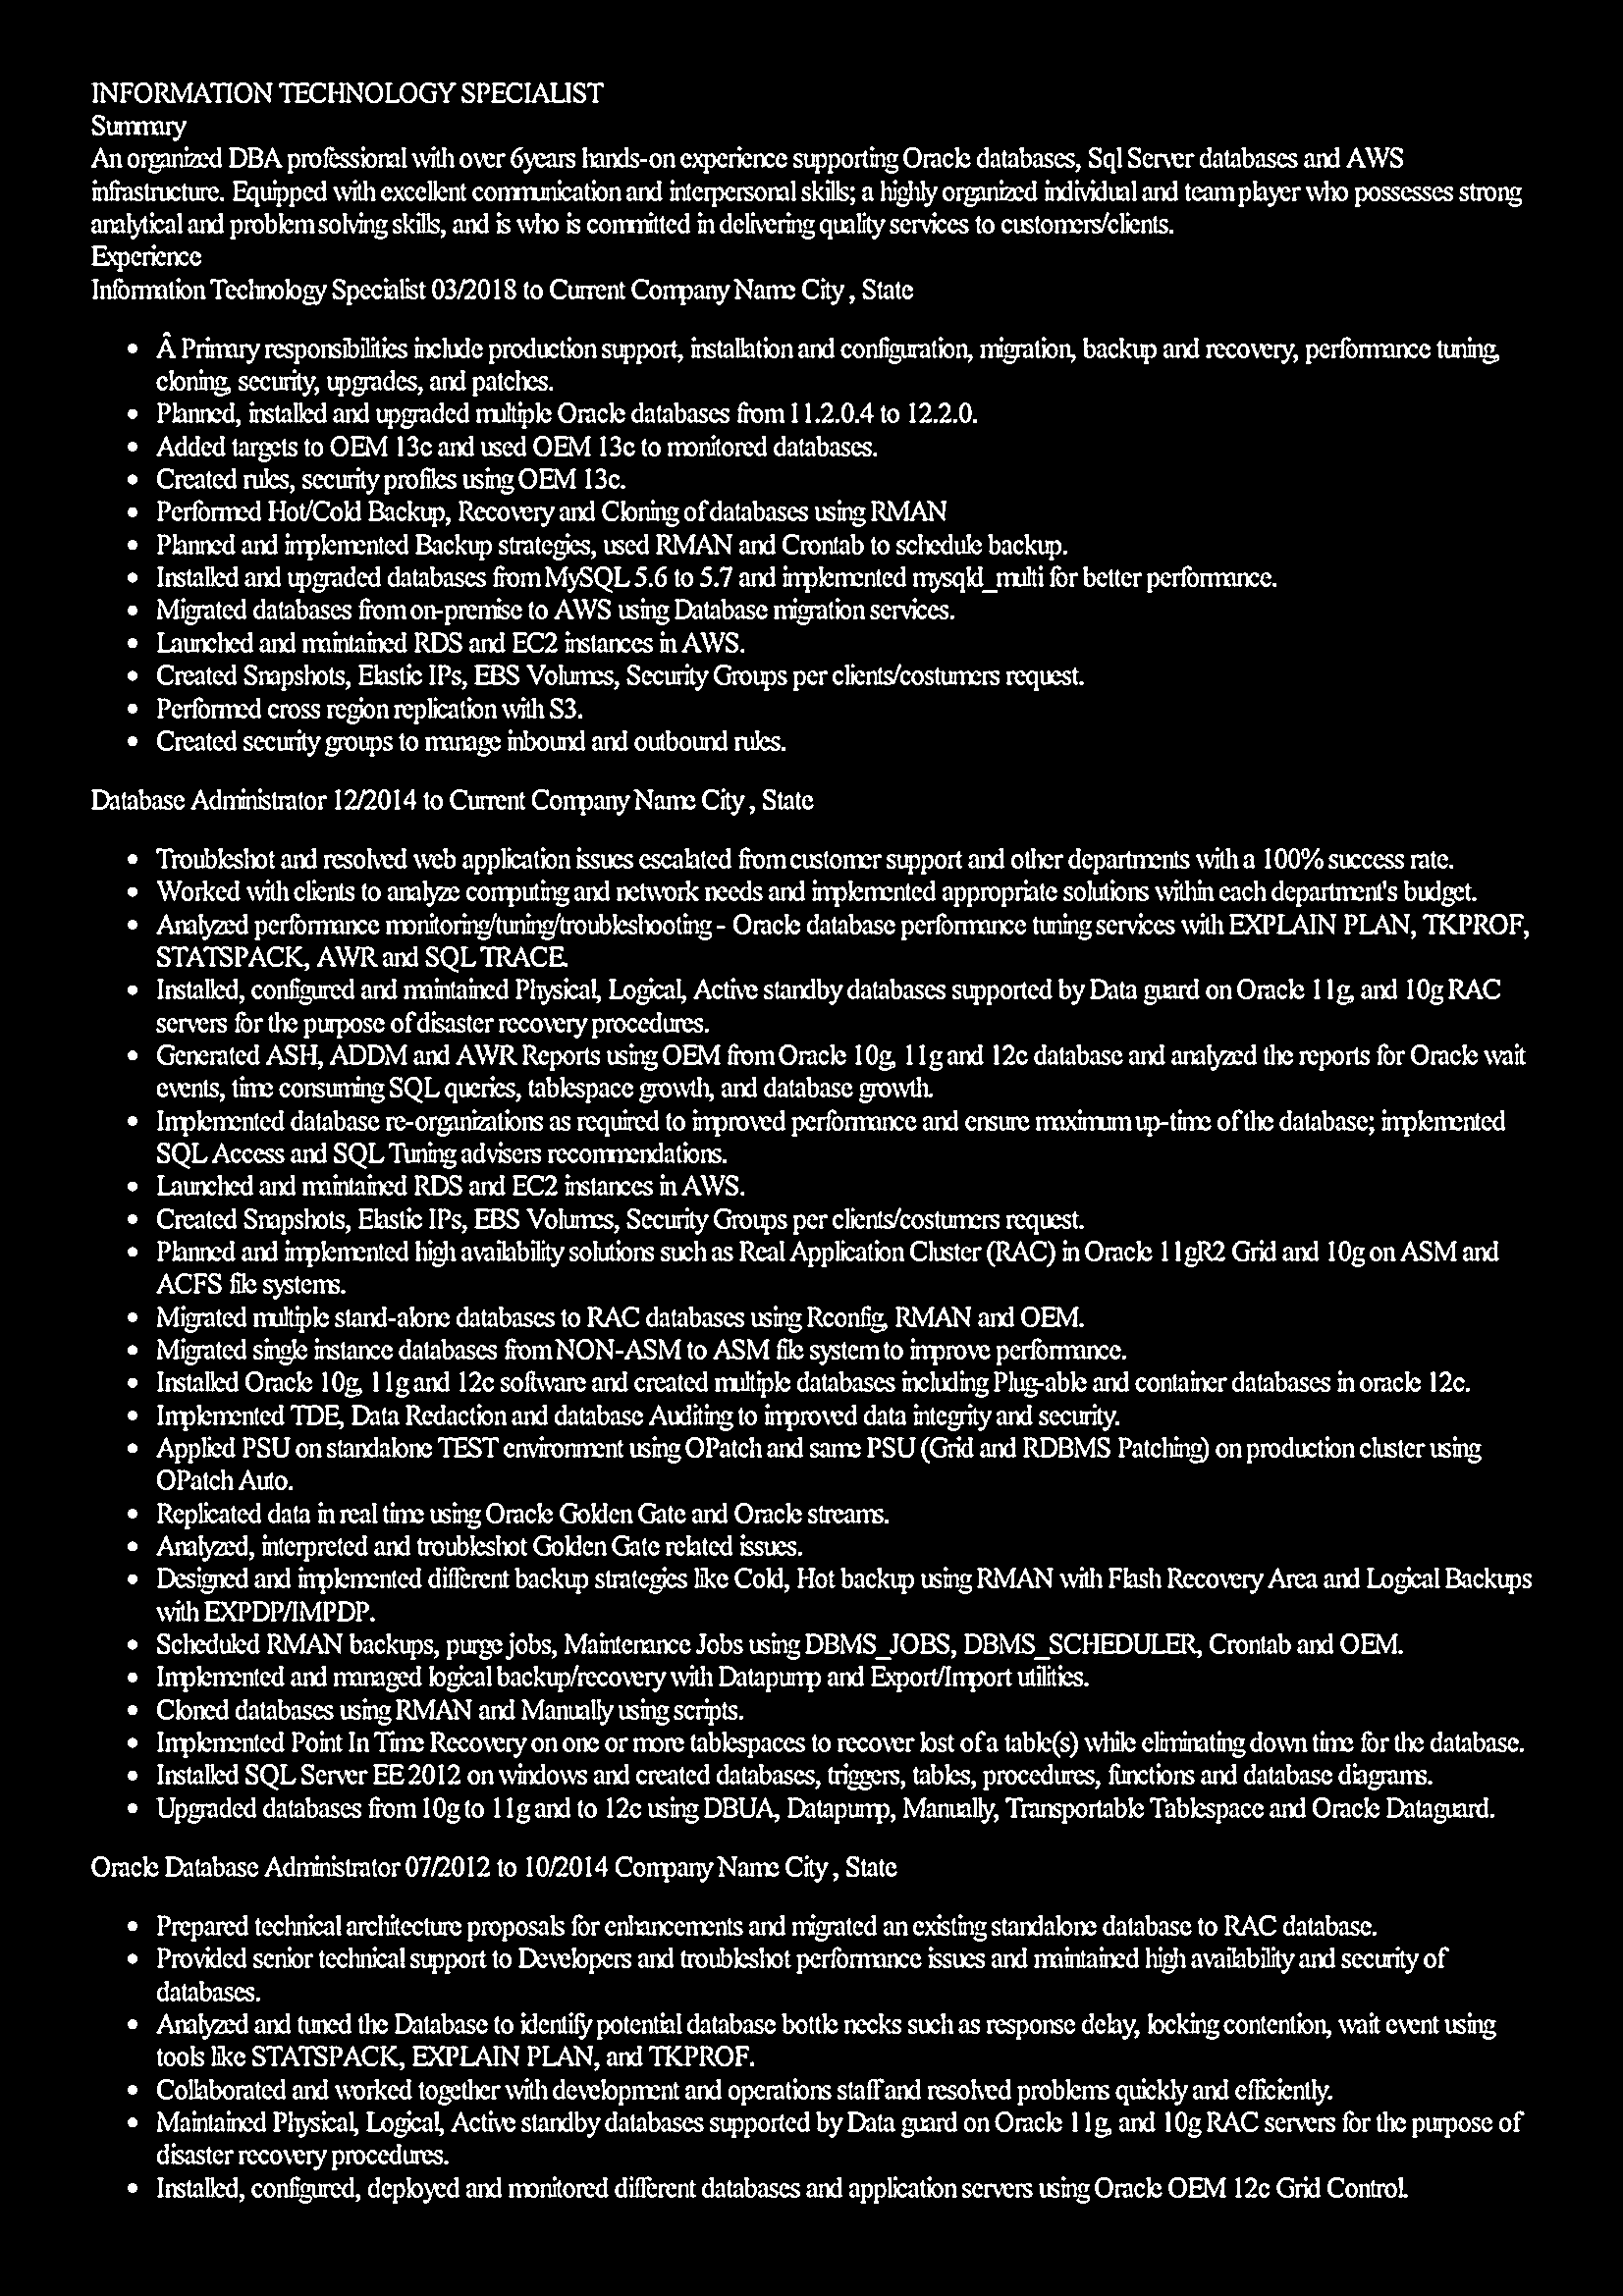 INFORMATION TECHNOLOGY SPECIALIST
Summary
An organized DBA professional with over 6years hands-on experience supporting Oracle databases, Sql Server databases and AWS
infrastructure. Equipped with excellent communication and interpersonal skills; a highly organized individual and team player who possesses strong
analytical and problem solving skills, and is who is committed in delivering quality services to customers/clients.
Experience
Information Technology Specialist 03/2018 to Current Company Name City , State
• Â Primary responsibilities include production support, installation and configuration, migration, backup and recovery, performance tuning,
cloning, security, upgrades, and patches.
• Planned, installed and upgraded multiple Oracle databases from 11.2.0.4 to 12.2.0.
• Added targets to OEM 13c and used OEM 13c to monitored databases.
• Created rules, security profiles using OEM 13c.
• Performed Hot/Cold Backup, Recovery and Cloning of databases using RMAN
• Planned and implemented Backup strategies, used RMAN and Crontab to schedule backup.
• Installed and upgraded databases from MySQL 5.6 to 5.7 and implemented mysqld_multi for better performance.
• Migrated databases from on-premise to AWS using Database migration services.
• Launched and maintained RDS and EC2 instances in AWS.
• Created Snapshots, Elastic IPs, EBS Volumes, Security Groups per clients/costumers request.
• Performed cross region replication with S3.
• Created security groups to manage inbound and outbound rules.
Database Administrator 12/2014 to Current Company Name City , State
• Troubleshot and resolved web application issues escalated from customer support and other departments with a 100% success rate.
• Worked with clients to analyze computing and network needs and implemented appropriate solutions within each department's budget.
• Analyzed performance monitoring/tuning/troubleshooting - Oracle database performance tuning services with EXPLAIN PLAN, TKPROF,
STATSPACK, AWR and SQL TRACE.
• Installed, configured and maintained Physical, Logical, Active standby databases supported by Data guard on Oracle 11g, and 10g RAC
servers for the purpose of disaster recovery procedures.
• Generated ASH, ADDM and AWR Reports using OEM from Oracle 10g, 11g and 12c database and analyzed the reports for Oracle wait
events, time consuming SQL queries, tablespace growth, and database growth.
• Implemented database re-organizations as required to improved performance and ensure maximum up-time of the database; implemented
SQL Access and SQL Tuning advisers recommendations.
• Launched and maintained RDS and EC2 instances in AWS.
• Created Snapshots, Elastic IPs, EBS Volumes, Security Groups per clients/costumers request.
• Planned and implemented high availability solutions such as Real Application Cluster (RAC) in Oracle 11gR2 Grid and 10g on ASM and
ACFS file systems.
• Migrated multiple stand-alone databases to RAC databases using Rconfig, RMAN and OEM.
• Migrated single instance databases from NON-ASM to ASM file system to improve performance.
• Installed Oracle 10g, 11g and 12c software and created multiple databases including Plug-able and container databases in oracle 12c.
• Implemented TDE, Data Redaction and database Auditing to improved data integrity and security.
• Applied PSU on standalone TEST environment using OPatch and same PSU (Grid and RDBMS Patching) on production cluster using
OPatch Auto.
• Replicated data in real time using Oracle Golden Gate and Oracle streams.
• Analyzed, interpreted and troubleshot Golden Gate related issues.
• Designed and implemented different backup strategies like Cold, Hot backup using RMAN with Flash Recovery Area and Logical Backups
with EXPDP/IMPDP.
• Scheduled RMAN backups, purge jobs, Maintenance Jobs using DBMS_JOBS, DBMS_SCHEDULER, Crontab and OEM.
• Implemented and managed logical backup/recovery with Datapump and Export/Import utilities.
• Cloned databases using RMAN and Manually using scripts.
• Implemented Point In Time Recovery on one or more tablespaces to recover lost of a table(s) while eliminating down time for the database.
• Installed SQL Server EE 2012 on windows and created databases, triggers, tables, procedures, functions and database diagrams.
• Upgraded databases from 10g to 11g and to 12c using DBUA, Datapump, Manually, Transportable Tablespace and Oracle Dataguard.
Oracle Database Administrator 07/2012 to 10/2014 Company Name City , State
• Prepared technical architecture proposals for enhancements and migrated an existing standalone database to RAC database.
• Provided senior technical support to Developers and troubleshot performance issues and maintained high availability and security of
databases.
• Analyzed and tuned the Database to identify potential database bottle necks such as response delay, locking contention, wait event using
tools like STATSPACK, EXPLAIN PLAN, and TKPROF.
• Collaborated and worked together with development and operations staff and resolved problems quickly and efficiently.
• Maintained Physical, Logical, Active standby databases supported by Data guard on Oracle 11g, and 10g RAC servers for the purpose of
disaster recovery procedures.
• Installed, configured, deployed and monitored different databases and application servers using Oracle OEM 12c Grid Control.